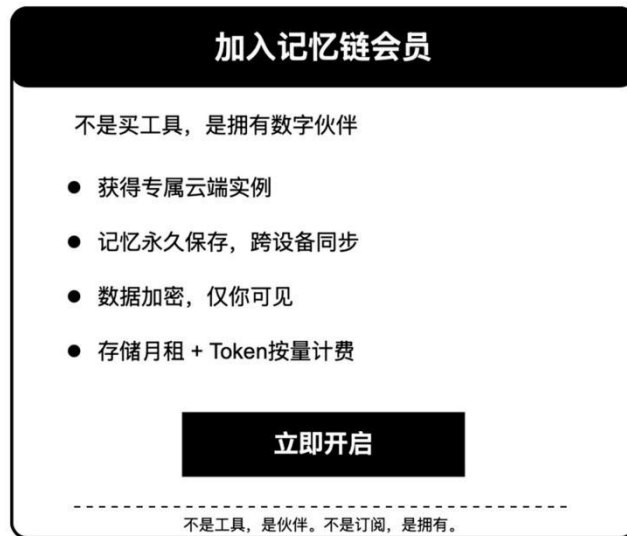 加入记忆链会员
不是买工具，是拥有数字伙伴
● 获得专属云端实例
● 记忆永久保存，跨设备同步
● 数据加密，仅你可见
● 存储月租 + Token按量计费
立即开启
不是工具，是伙伴。不是订阅，是拥有。